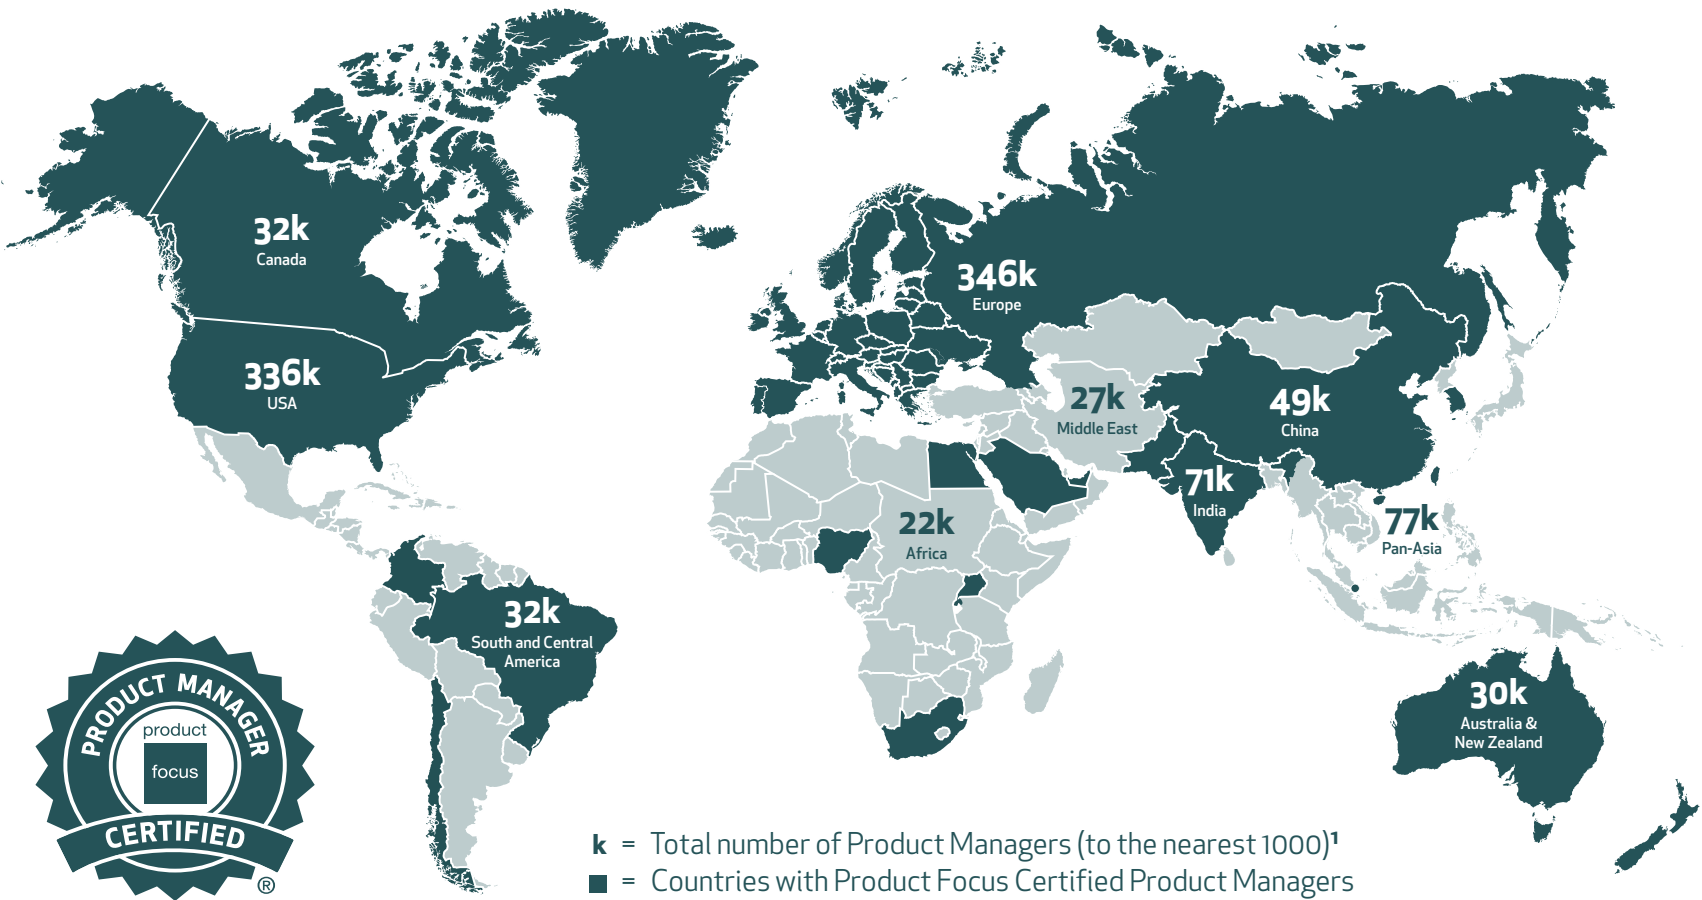 32k
Canada
346k
Europe
336k
USA
27k
Middle East
49k
China
71k
India
22k
Africa
77k
Pan-Asia
32k
South and Central
America
30k
Australia &
New Zealand
PRODUCT MANAGER
product
focus
CERTIFIED
®
k = Total number of Product Managers (to the nearest 1000)¹
= Countries with Product Focus Certified Product Managers